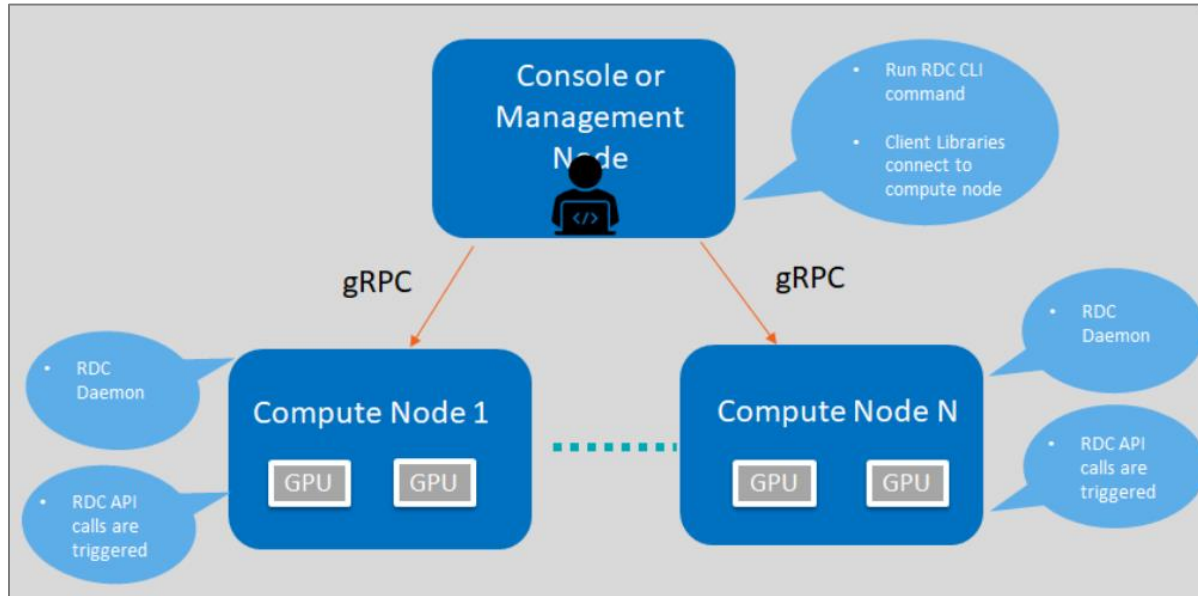 Console or
Management
Node
</>
• Run RDC CLI
command
• Client Libraries
connect to
compute node
gRPC
gRPC
• RDC
Daemon
• RDC
Daemon
Compute Node 1
Compute Node N
GPU
GPU
GPU
GPU
• RDC API
calls are
triggered
• RDC API
calls are
triggered